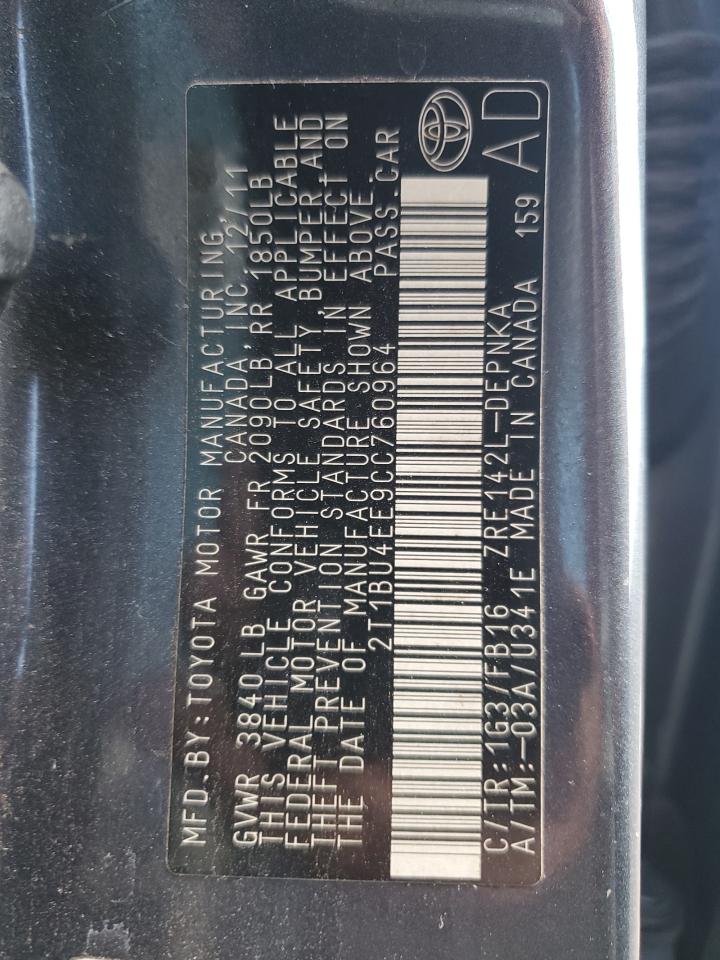 MFD.BY:TOYOTA MOTOR MANUFACTURING,
CANADA INC. 12/11
GVWR 3840LB GAWR FR 2090LB,RR 1850LB
THIS VEHICLE CONFORMS TO ALL APPLICABLE
FEDERAL MOTOR VEHICLE SAFETY, BUMPER,AND
THEFT PREVENTION STANDARDS IN EFFECT ON
THE DATE OF MANUFACTURE SHOWN ABOVE.
2T1BU4EE9CC760964 PASS.CAR
C/TR:1G3/FB16 ZRE142L-DEPNKA
A/TM:-03A/U341E MADE IN CANADA 159
AD